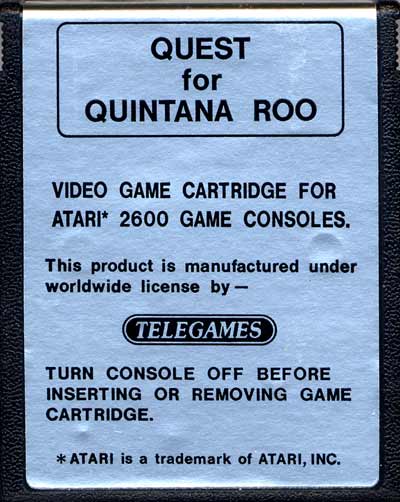 QUEST
for
QUINTANA ROO
VIDEO GAME CARTRIDGE FOR
ATARI* 2600 GAME CONSOLES.
This product is manufactured under
worldwide license by—
TELEGAMES
TURN CONSOLE OFF BEFORE
INSERTING OR REMOVING GAME
CARTRIDGE.
*ATARI is a trademark of ATARI, INC.